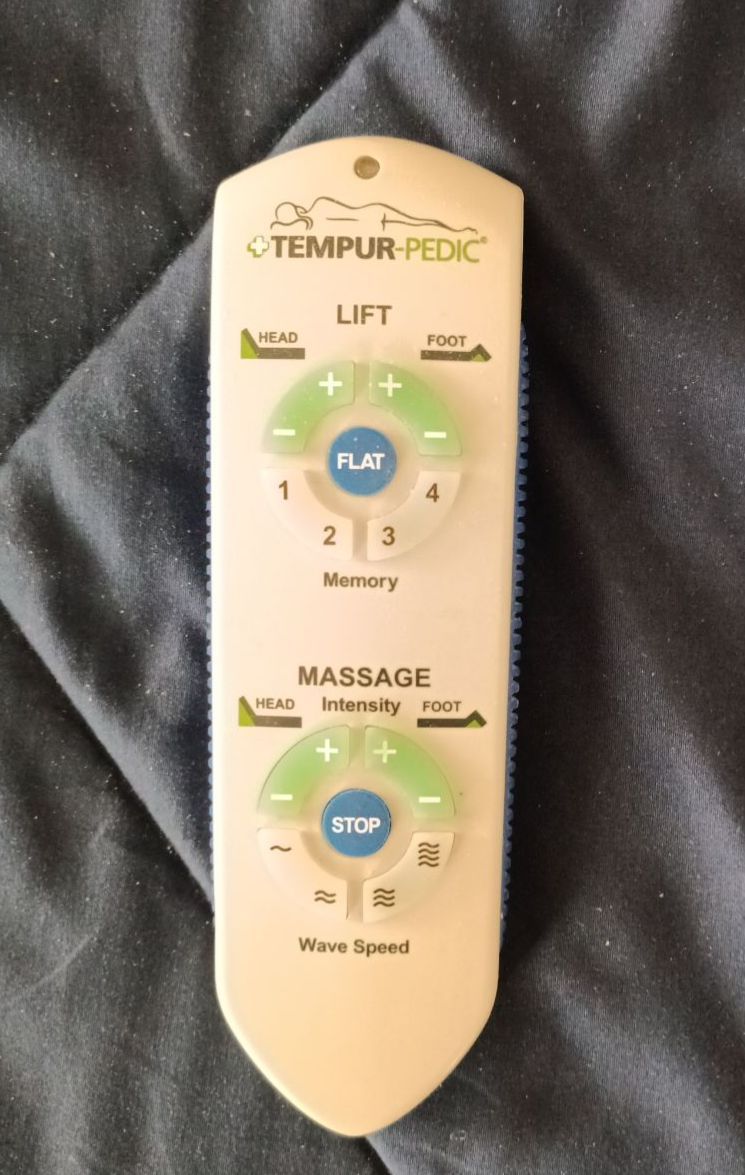 TEMPUR-PEDIC®
LIFT
HEAD FOOT
+ +
- -
FLAT
1 4
2 3
Memory
MASSAGE
HEAD Intensity FOOT
+ +
- -
STOP
~ ≋
≈ ≋
Wave Speed